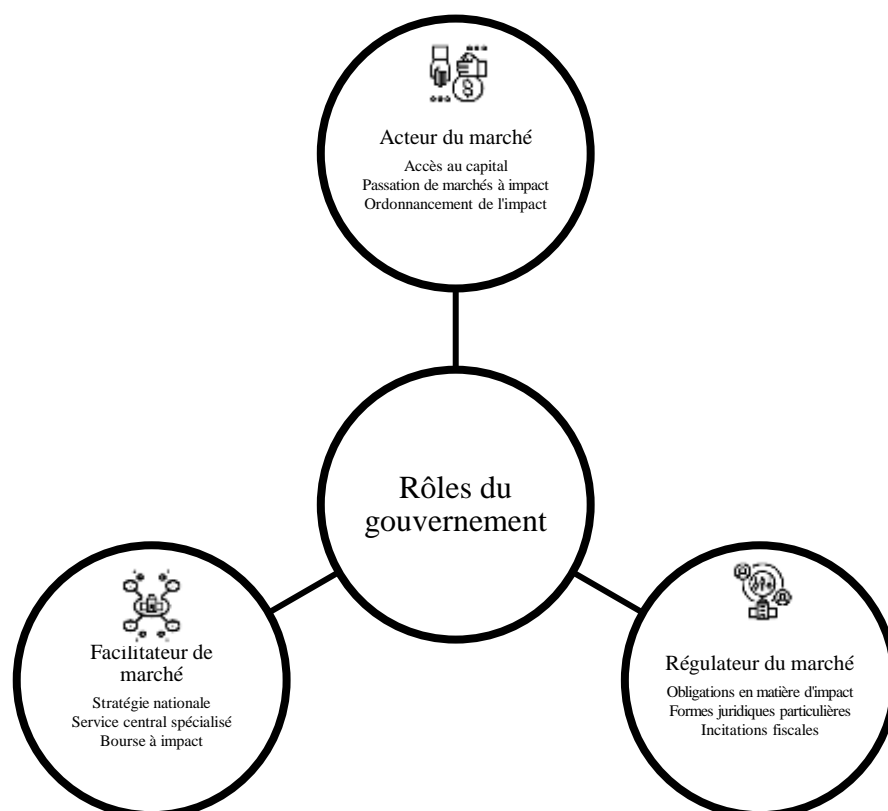 Acteur du marché
Accès au capital
Passation de marchés à impact
Ordonnancement de l'impact
Rôles du
gouvernement
Facilitateur de
marché
Stratégie nationale
Service central spécialisé
Bourse à impact
Régulateur du marché
Obligations en matière d'impact
Formes juridiques particulières
Incitations fiscales